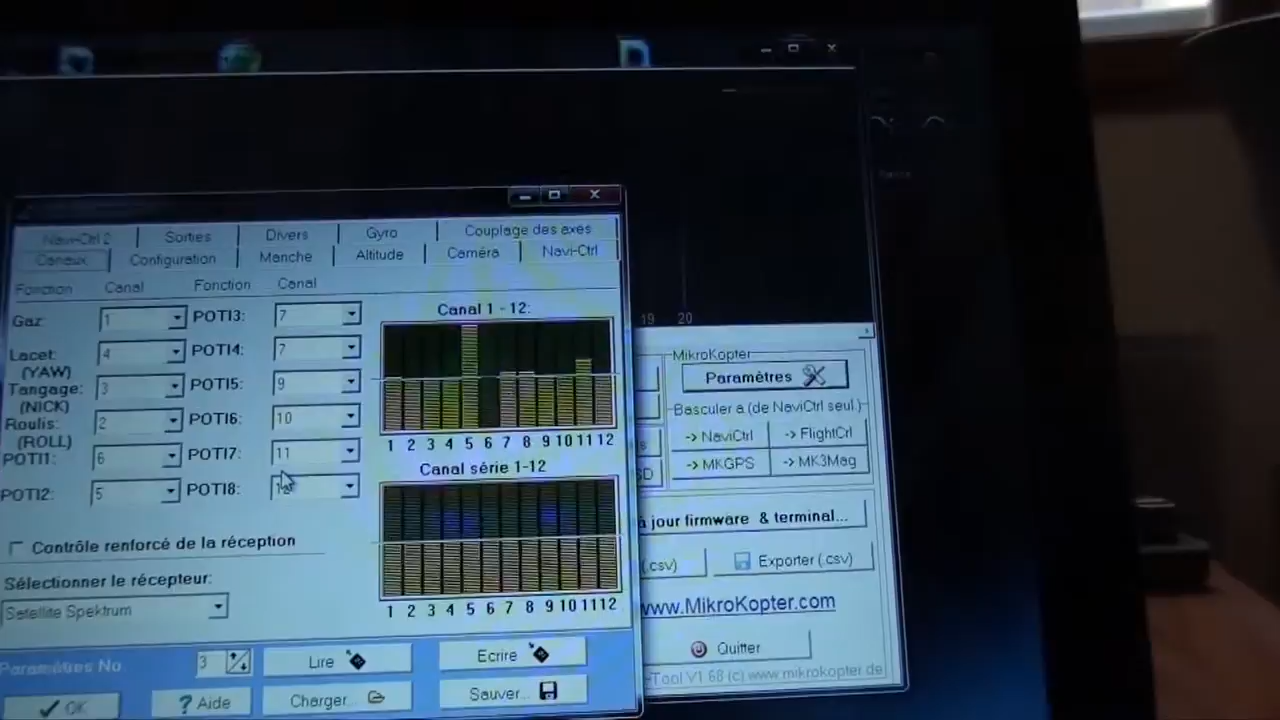 Navi-Ctrl 2 Sorties Divers Gyro Couplage des axes
Canaux Configuration Manche Altitude Caméra Navi-Ctrl
Fonction Canal Fonction Canal
Gaz: 1 POTI3: 7
Lacet: (YAW) 4 POTI4: 7
Tangage: (NICK) 3 POTI5: 9
Roulis: (ROLL) 2 POTI6: 10
POTI1: 6 POTI7: 11
POTI2: 5 POTI8: 12
Contrôle renforcé de la réception
Sélectionner le récepteur:
Satellite Spektrum
Canal 1 - 12:
1 2 3 4 5 6 7 8 9 10 11 12
Canal série 1-12
1 2 3 4 5 6 7 8 9 10 11 12
Paramètres No 3 Lire Ecrire
OK ? Aide Charger... Sauver...
19 20
MikroKopter
Paramètres
Basculer à (de NaviCtrl seul.)
-> NaviCtrl -> FlightCrl
-> MKGPS -> MK3Mag
à jour firmware & terminal...
(.csv) Exporter (.csv)
www.MikroKopter.com
Quitter
-Tool V1.68 (c) www.mikrokopter.de